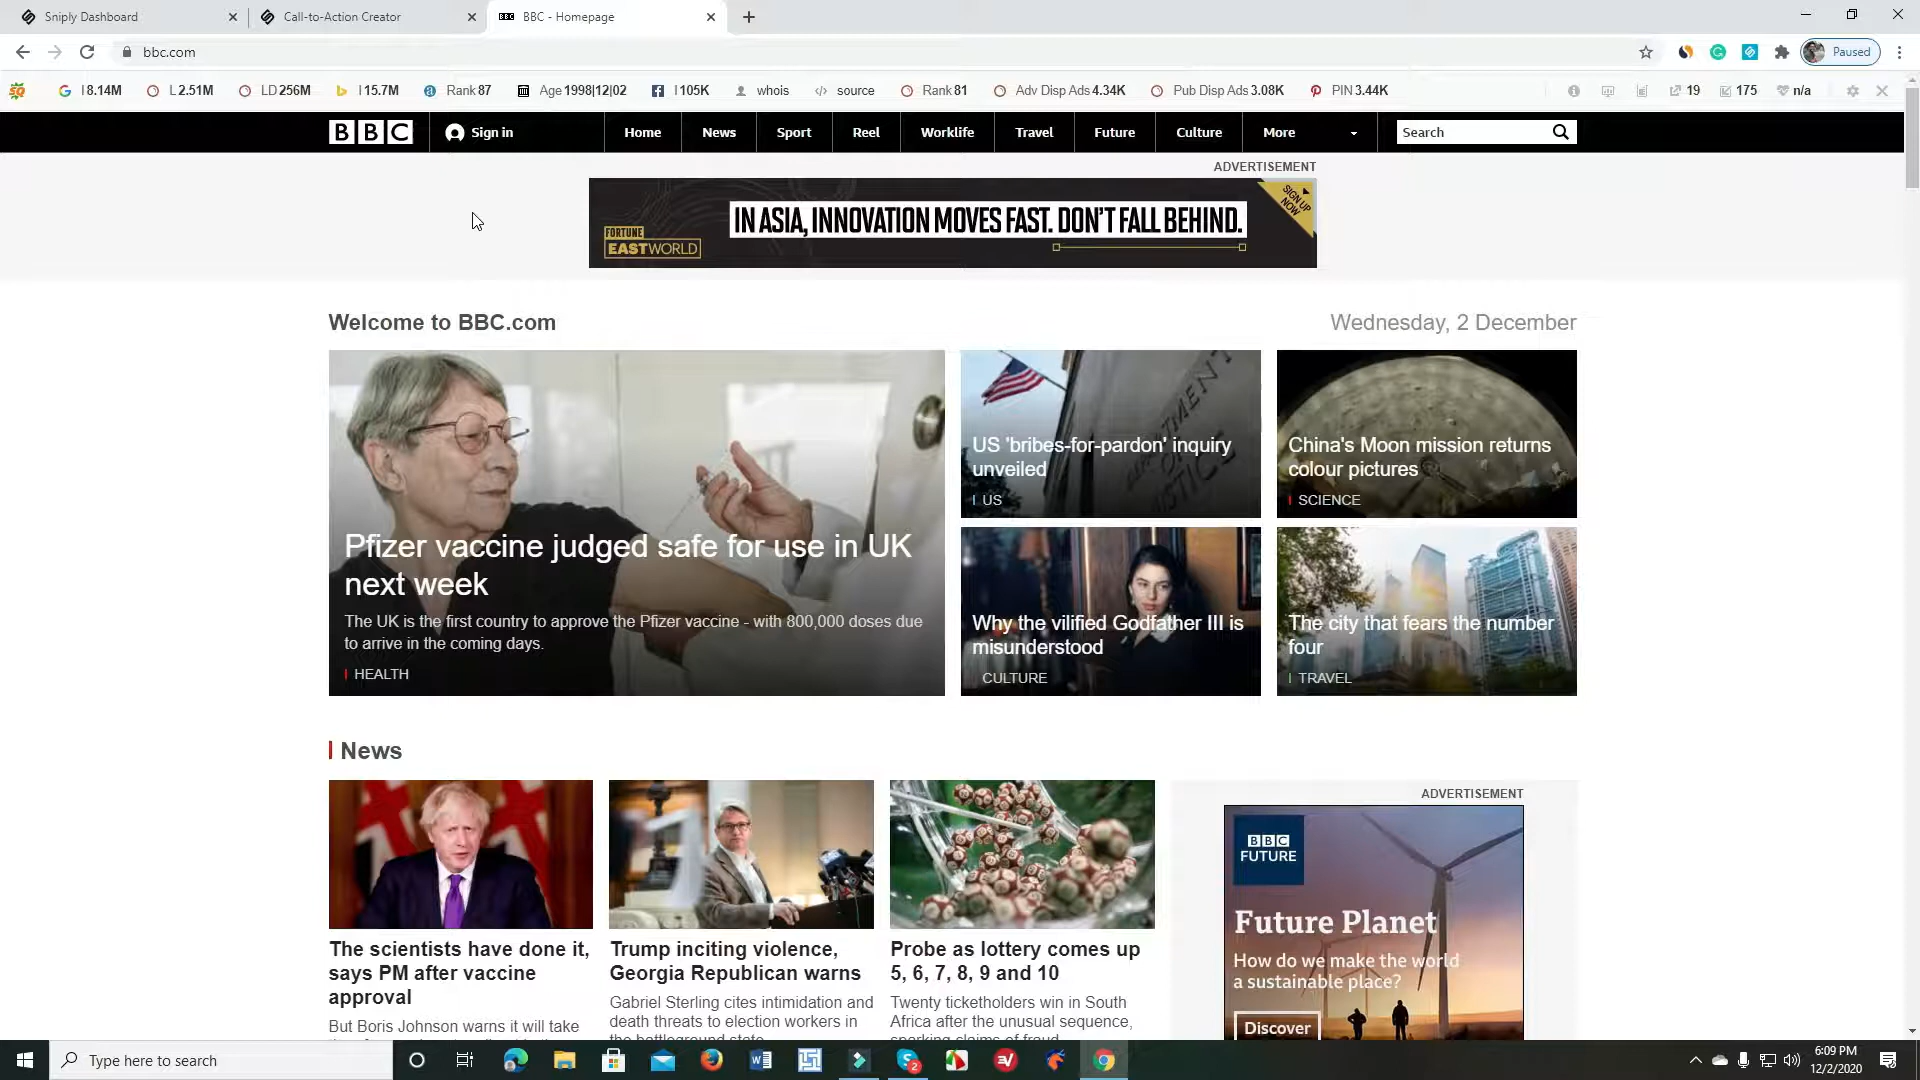 Sniply Dashboard
Call-to-Action Creator
BBC BBC - Homepage
bbc.com
Paused
SQ
I 8.14M
L 2.51M
LD 256M
I 15.7M
Rank 87
Age 1998|12|02
I 105K
whois
source
Rank 81
Adv Disp Ads 4.34K
Pub Disp Ads 3.08K
PIN 3.44K
19
175
n/a
BBC
Sign in
Home
News
Sport
Reel
Worklife
Travel
Future
Culture
More
Search
ADVERTISEMENT
FORTUNE
EASTWORLD
IN ASIA, INNOVATION MOVES FAST. DON'T FALL BEHIND.
SIGN UP
NOW
Welcome to BBC.com
Wednesday, 2 December
Pfizer vaccine judged safe for use in UK
next week
The UK is the first country to approve the Pfizer vaccine - with 800,000 doses due
to arrive in the coming days.
HEALTH
US 'bribes-for-pardon' inquiry
unveiled
US
China's Moon mission returns
colour pictures
SCIENCE
Why the vilified Godfather III is
misunderstood
CULTURE
The city that fears the number
four
TRAVEL
News
The scientists have done it,
says PM after vaccine
approval
But Boris Johnson warns it will take
Trump inciting violence,
Georgia Republican warns
Gabriel Sterling cites intimidation and
death threats to election workers in
the battleground state
Probe as lottery comes up
5, 6, 7, 8, 9 and 10
Twenty ticketholders win in South
Africa after the unusual sequence,
sparking claims of fraud
ADVERTISEMENT
BBC
FUTURE
Future Planet
How do we make the world
a sustainable place?
Discover
Type here to search
2
6:09 PM
12/2/2020